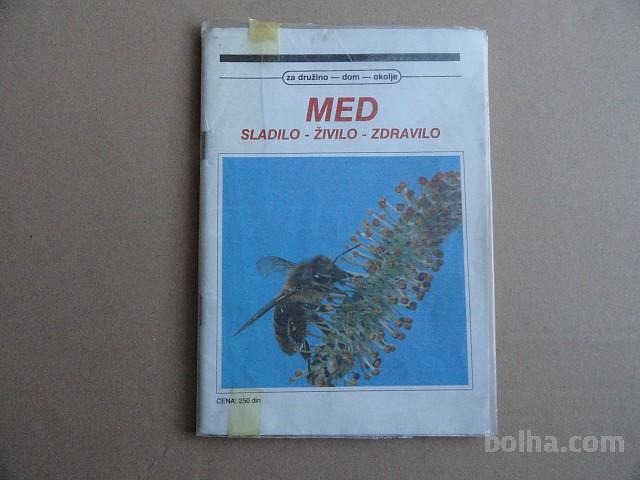 za družino — dom — okolje
MED
SLADILO - ŽIVILO - ZDRAVILO
CENA: 250 din
bolha.com